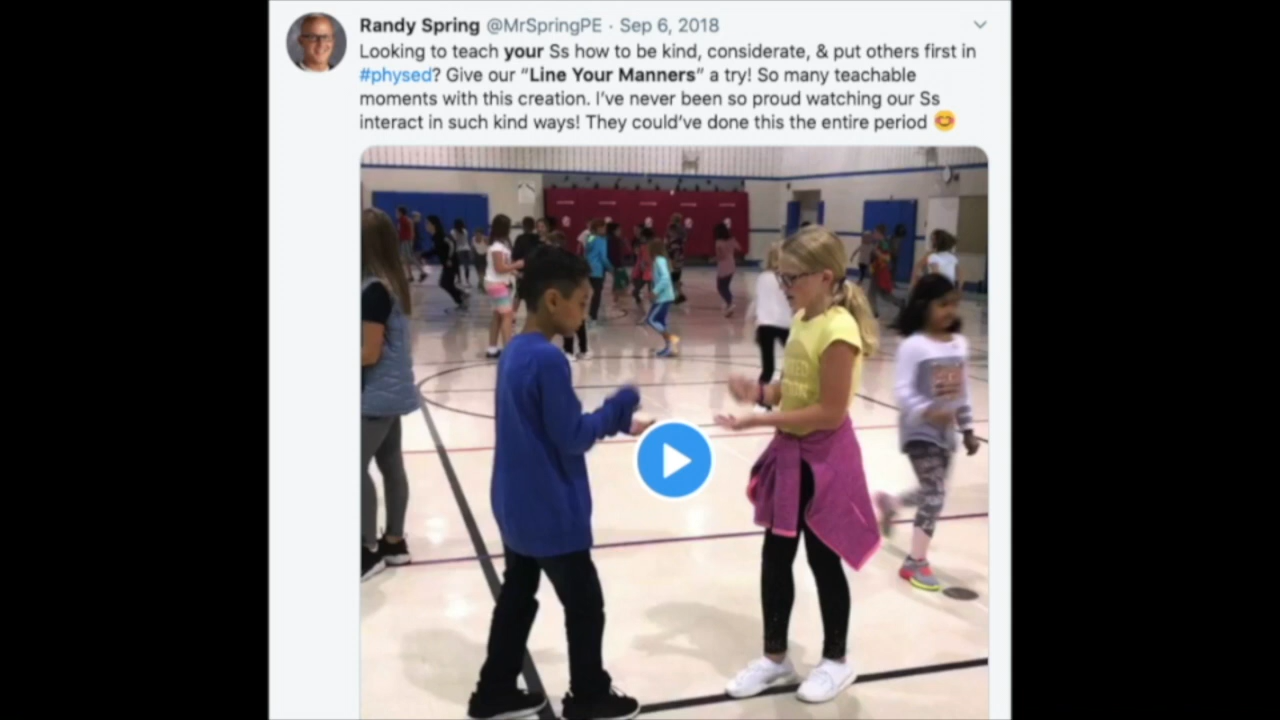 Randy Spring @MrSpringPE · Sep 6, 2018
Looking to teach your Ss how to be kind, considerate, & put others first in
#physed? Give our “Line Your Manners” a try! So many teachable
moments with this creation. I’ve never been so proud watching our Ss
interact in such kind ways! They could’ve done this the entire period 😊